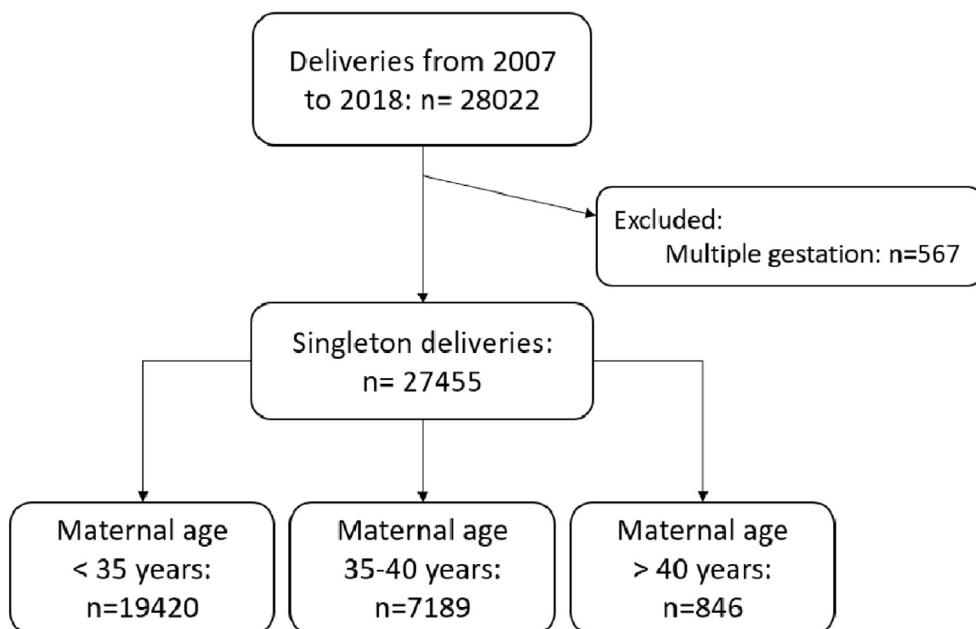 Deliveries from 2007
to 2018: n= 28022
Excluded:
Multiple gestation: n=567
Singleton deliveries:
n= 27455
Maternal age
< 35 years:
n=19420
Maternal age
35-40 years:
n=7189
Maternal age
> 40 years:
n=846